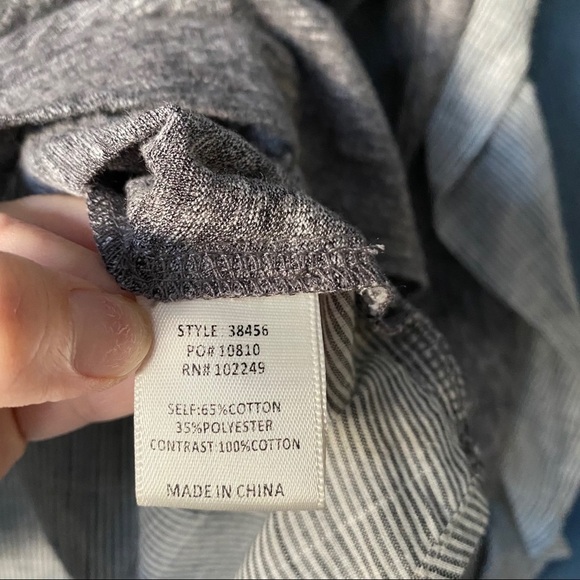 STYLE: 38456
PO# 10810
RN# 102249
SELF:65%COTTON
35%POLYESTER
CONTRAST:100%COTTON
MADE IN CHINA